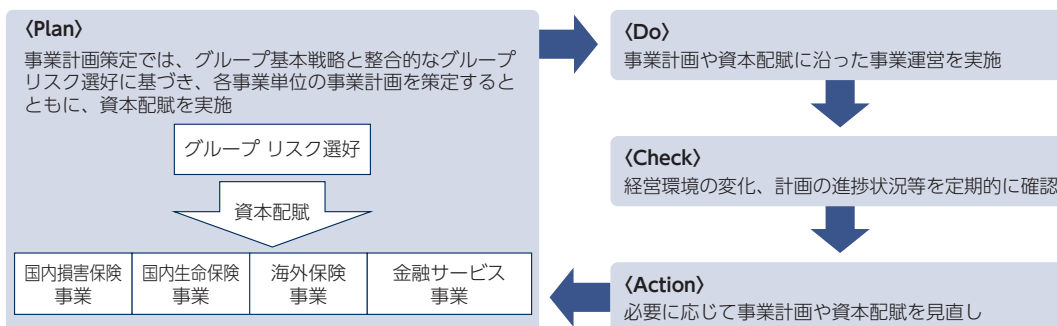 〈Plan〉
事業計画策定では、グループ基本戦略と整合的なグループ
リスク選好に基づき、各事業単位の事業計画を策定すると
ともに、資本配賦を実施
グループ リスク選好
資本配賦
国内損害保険
事業
国内生命保険
事業
海外保険
事業
金融サービス
事業
〈Do〉
事業計画や資本配賦に沿った事業運営を実施
〈Check〉
経営環境の変化、計画の進捗状況等を定期的に確認
〈Action〉
必要に応じて事業計画や資本配賦を見直し